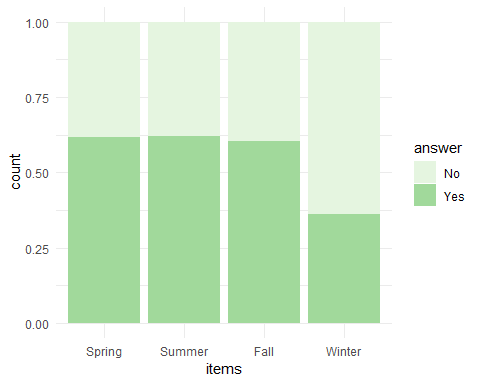 1.00
0.75
0.50
0.25
0.00
count
Spring Summer Fall Winter
items
answer
No
Yes